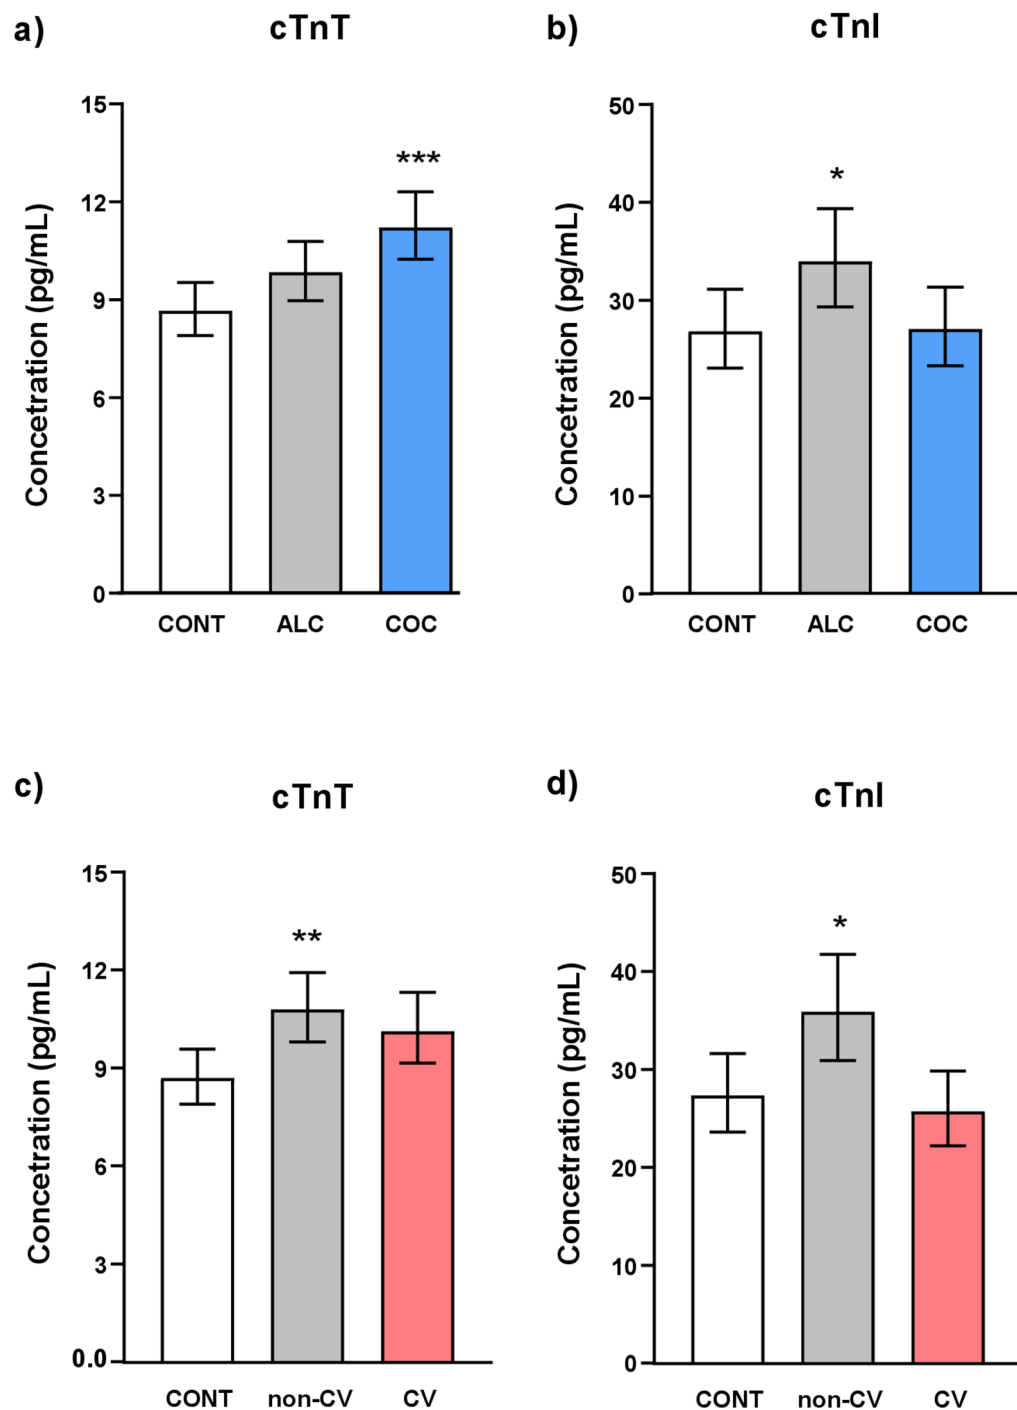 a)
cTnT
Concetration (pg/mL)
15
12
9
6
3
0
***
CONT ALC COC
b)
cTnI
Concetration (pg/mL)
50
40
30
20
10
0
*
CONT ALC COC
c)
cTnT
Concetration (pg/mL)
15
12
9
6
3
0.0
**
CONT non-CV CV
d)
cTnI
Concetration (pg/mL)
50
40
30
20
10
0
*
CONT non-CV CV